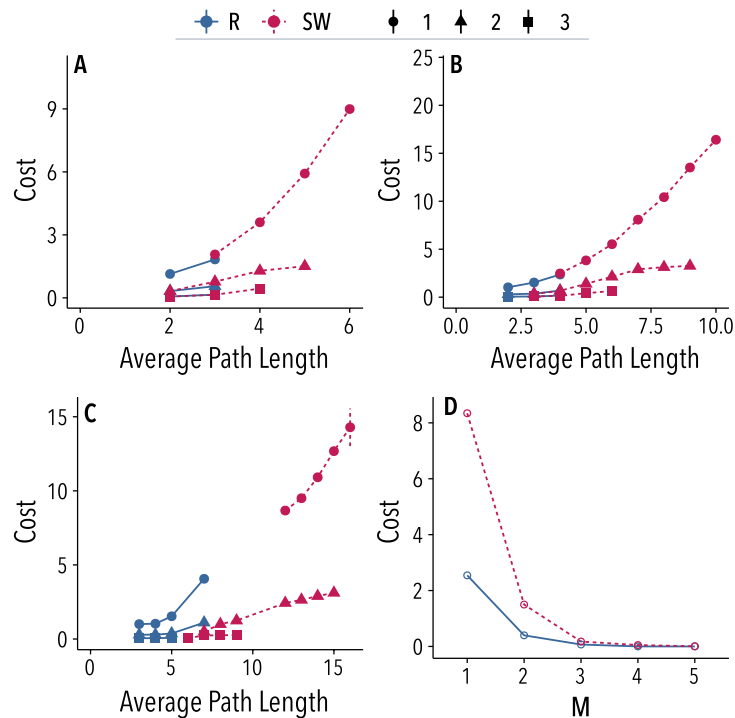 R SW 1 2 3
A
9
6
3
0
Cost
0 2 4 6
Average Path Length
B
25
20
15
10
5
0
Cost
0.0 2.5 5.0 7.5 10.0
Average Path Length
C
15
10
5
0
Cost
0 5 10 15
Average Path Length
D
8
6
4
2
0
Cost
1 2 3 4 5
M